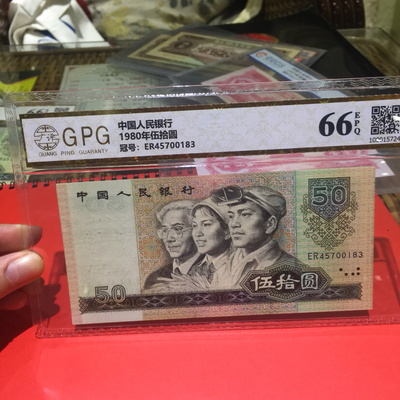 GPG
GUANG PING GUARANTY
中国人民银行
1980年伍拾圆
冠号: ER45700183
66 EPQ
中国人民银行
50
ER45700183
50
伍拾圆